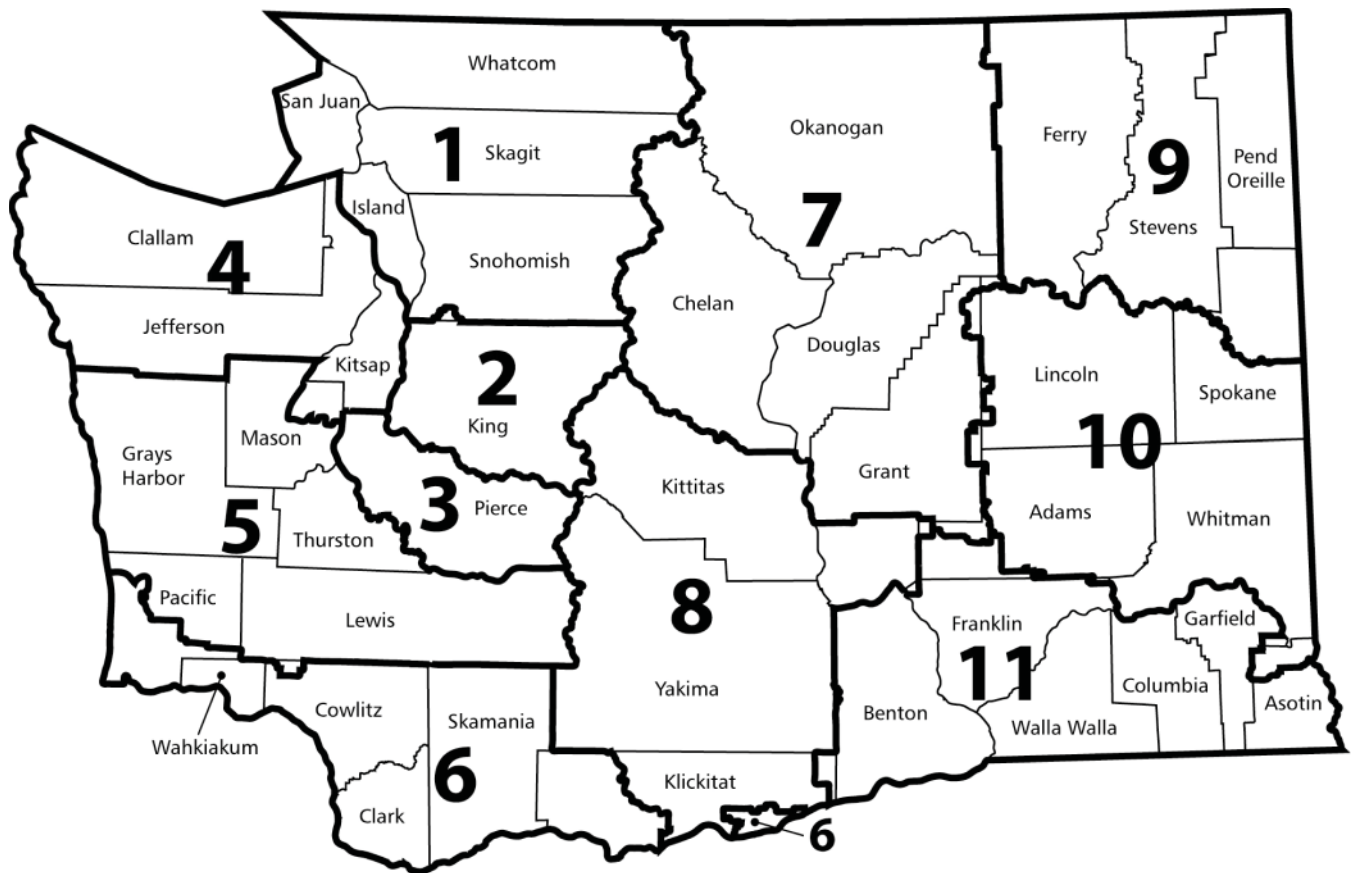 Whatcom
San Juan
1
Skagit
Island
Snohomish
Okanogan
7
Chelan
Douglas
Ferry
9
Stevens
Pend
Oreille
Clallam
4
Jefferson
Kitsap
2
King
Lincoln
Spokane
10
Grays
Harbor
Mason
5
Thurston
3
Pierce
Kittitas
Grant
Adams
Whitman
Pacific
Lewis
8
Yakima
Franklin
11
Garfield
Columbia
Asotin
Benton
Walla Walla
Wahkiakum
Cowlitz
Skamania
6
Clark
Klickitat
6